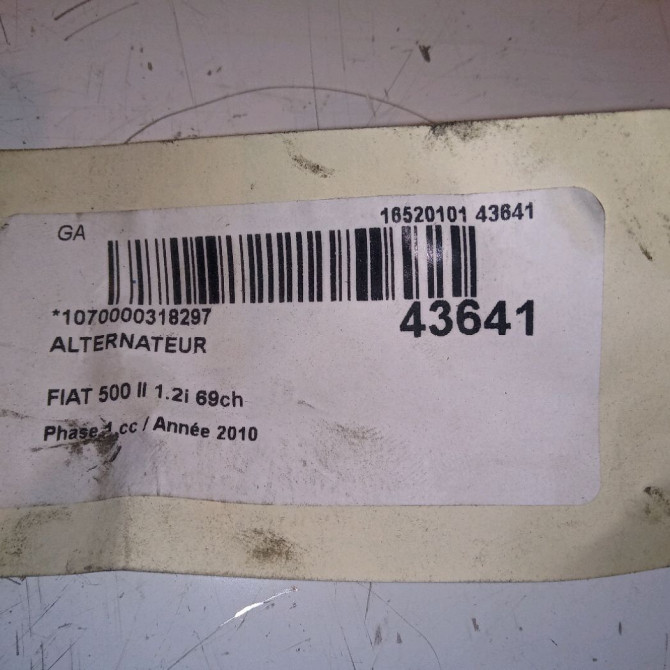 GA
16520101 43641
*1070000318297
43641
ALTERNATEUR
FIAT 500 II 1.2i 69ch
Phase 1 cc / Année 2010